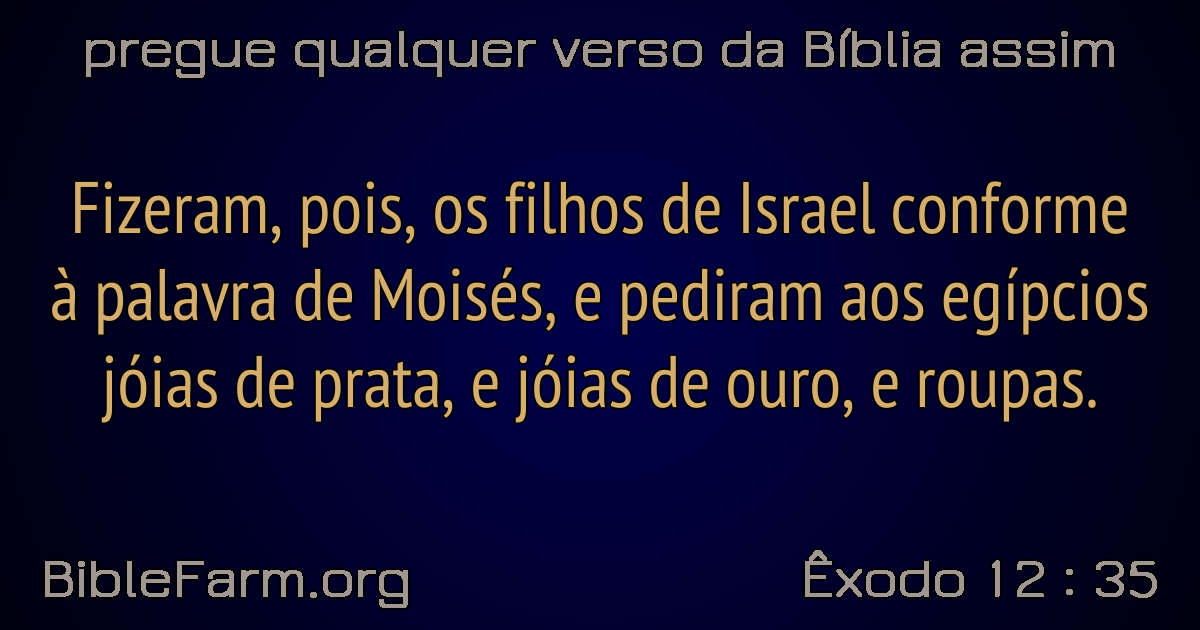 pregue qualquer verso da Bíblia assim
Fizeram, pois, os filhos de Israel conforme
à palavra de Moisés, e pediram aos egípcios
jóias de prata, e jóias de ouro, e roupas.
BibleFarm.org
Êxodo 12 : 35